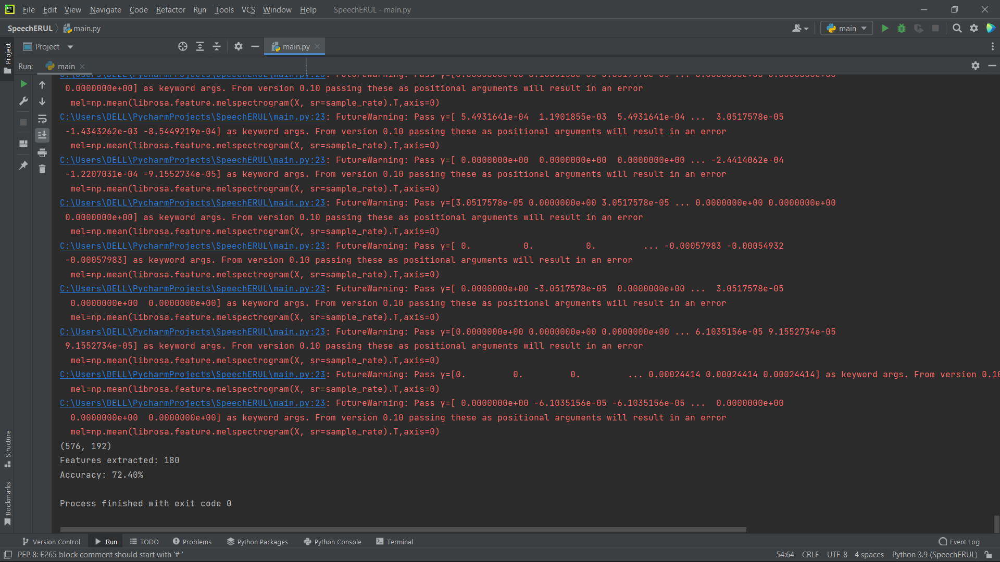 File Edit View Navigate Code Refactor Run Tools VCS Window Help SpeechERUL - main.py
SpeechERUL main.py main
Project Project main.py
Run: main
C:\Users\DELL\PycharmProjects\SpeechERUL\main.py:23: FutureWarning: Pass y=[0.0000000e+00
0.0000000e+00] as keyword args. From version 0.10 passing these as positional arguments will result in an error
mel=np.mean(librosa.feature.melspectrogram(X, sr=sample_rate).T,axis=0)
C:\Users\DELL\PycharmProjects\SpeechERUL\main.py:23: FutureWarning: Pass y=[ 5.4931641e-04 1.1901855e-03 5.4931641e-04 ... 3.0517578e-05
-1.4343262e-03 -8.5449219e-04] as keyword args. From version 0.10 passing these as positional arguments will result in an error
mel=np.mean(librosa.feature.melspectrogram(X, sr=sample_rate).T,axis=0)
C:\Users\DELL\PycharmProjects\SpeechERUL\main.py:23: FutureWarning: Pass y=[ 0.0000000e+00 0.0000000e+00 0.0000000e+00 ... -2.4414062e-04
-1.2207031e-04 -9.1552734e-05] as keyword args. From version 0.10 passing these as positional arguments will result in an error
mel=np.mean(librosa.feature.melspectrogram(X, sr=sample_rate).T,axis=0)
C:\Users\DELL\PycharmProjects\SpeechERUL\main.py:23: FutureWarning: Pass y=[3.0517578e-05 0.0000000e+00 3.0517578e-05 ... 0.0000000e+00 0.0000000e+00
0.0000000e+00] as keyword args. From version 0.10 passing these as positional arguments will result in an error
mel=np.mean(librosa.feature.melspectrogram(X, sr=sample_rate).T,axis=0)
C:\Users\DELL\PycharmProjects\SpeechERUL\main.py:23: FutureWarning: Pass y=[ 0. 0. 0. ... -0.00057983 -0.00054932
-0.00057983] as keyword args. From version 0.10 passing these as positional arguments will result in an error
mel=np.mean(librosa.feature.melspectrogram(X, sr=sample_rate).T,axis=0)
C:\Users\DELL\PycharmProjects\SpeechERUL\main.py:23: FutureWarning: Pass y=[ 0.0000000e+00 -3.0517578e-05 0.0000000e+00 ... 3.0517578e-05
0.0000000e+00 0.0000000e+00] as keyword args. From version 0.10 passing these as positional arguments will result in an error
mel=np.mean(librosa.feature.melspectrogram(X, sr=sample_rate).T,axis=0)
C:\Users\DELL\PycharmProjects\SpeechERUL\main.py:23: FutureWarning: Pass y=[0.0000000e+00 0.0000000e+00 0.0000000e+00 ... 6.1035156e-05 9.1552734e-05
9.1552734e-05] as keyword args. From version 0.10 passing these as positional arguments will result in an error
mel=np.mean(librosa.feature.melspectrogram(X, sr=sample_rate).T,axis=0)
C:\Users\DELL\PycharmProjects\SpeechERUL\main.py:23: FutureWarning: Pass y=[0. 0. 0. ... 0.00024414 0.00024414 0.00024414] as keyword args. From version 0.10
mel=np.mean(librosa.feature.melspectrogram(X, sr=sample_rate).T,axis=0)
C:\Users\DELL\PycharmProjects\SpeechERUL\main.py:23: FutureWarning: Pass y=[ 0.0000000e+00 -6.1035156e-05 -6.1035156e-05 ... 0.0000000e+00
0.0000000e+00 0.0000000e+00] as keyword args. From version 0.10 passing these as positional arguments will result in an error
mel=np.mean(librosa.feature.melspectrogram(X, sr=sample_rate).T,axis=0)
(576, 192)
Features extracted: 180
Accuracy: 72.40%
Process finished with exit code 0
Structure
Bookmarks
Version Control Run TODO Problems Python Packages Python Console Terminal Event Log
PEP 8: E265 block comment should start with '# ' 54:64 CRLF UTF-8 4 spaces Python 3.9 (SpeechERUL)